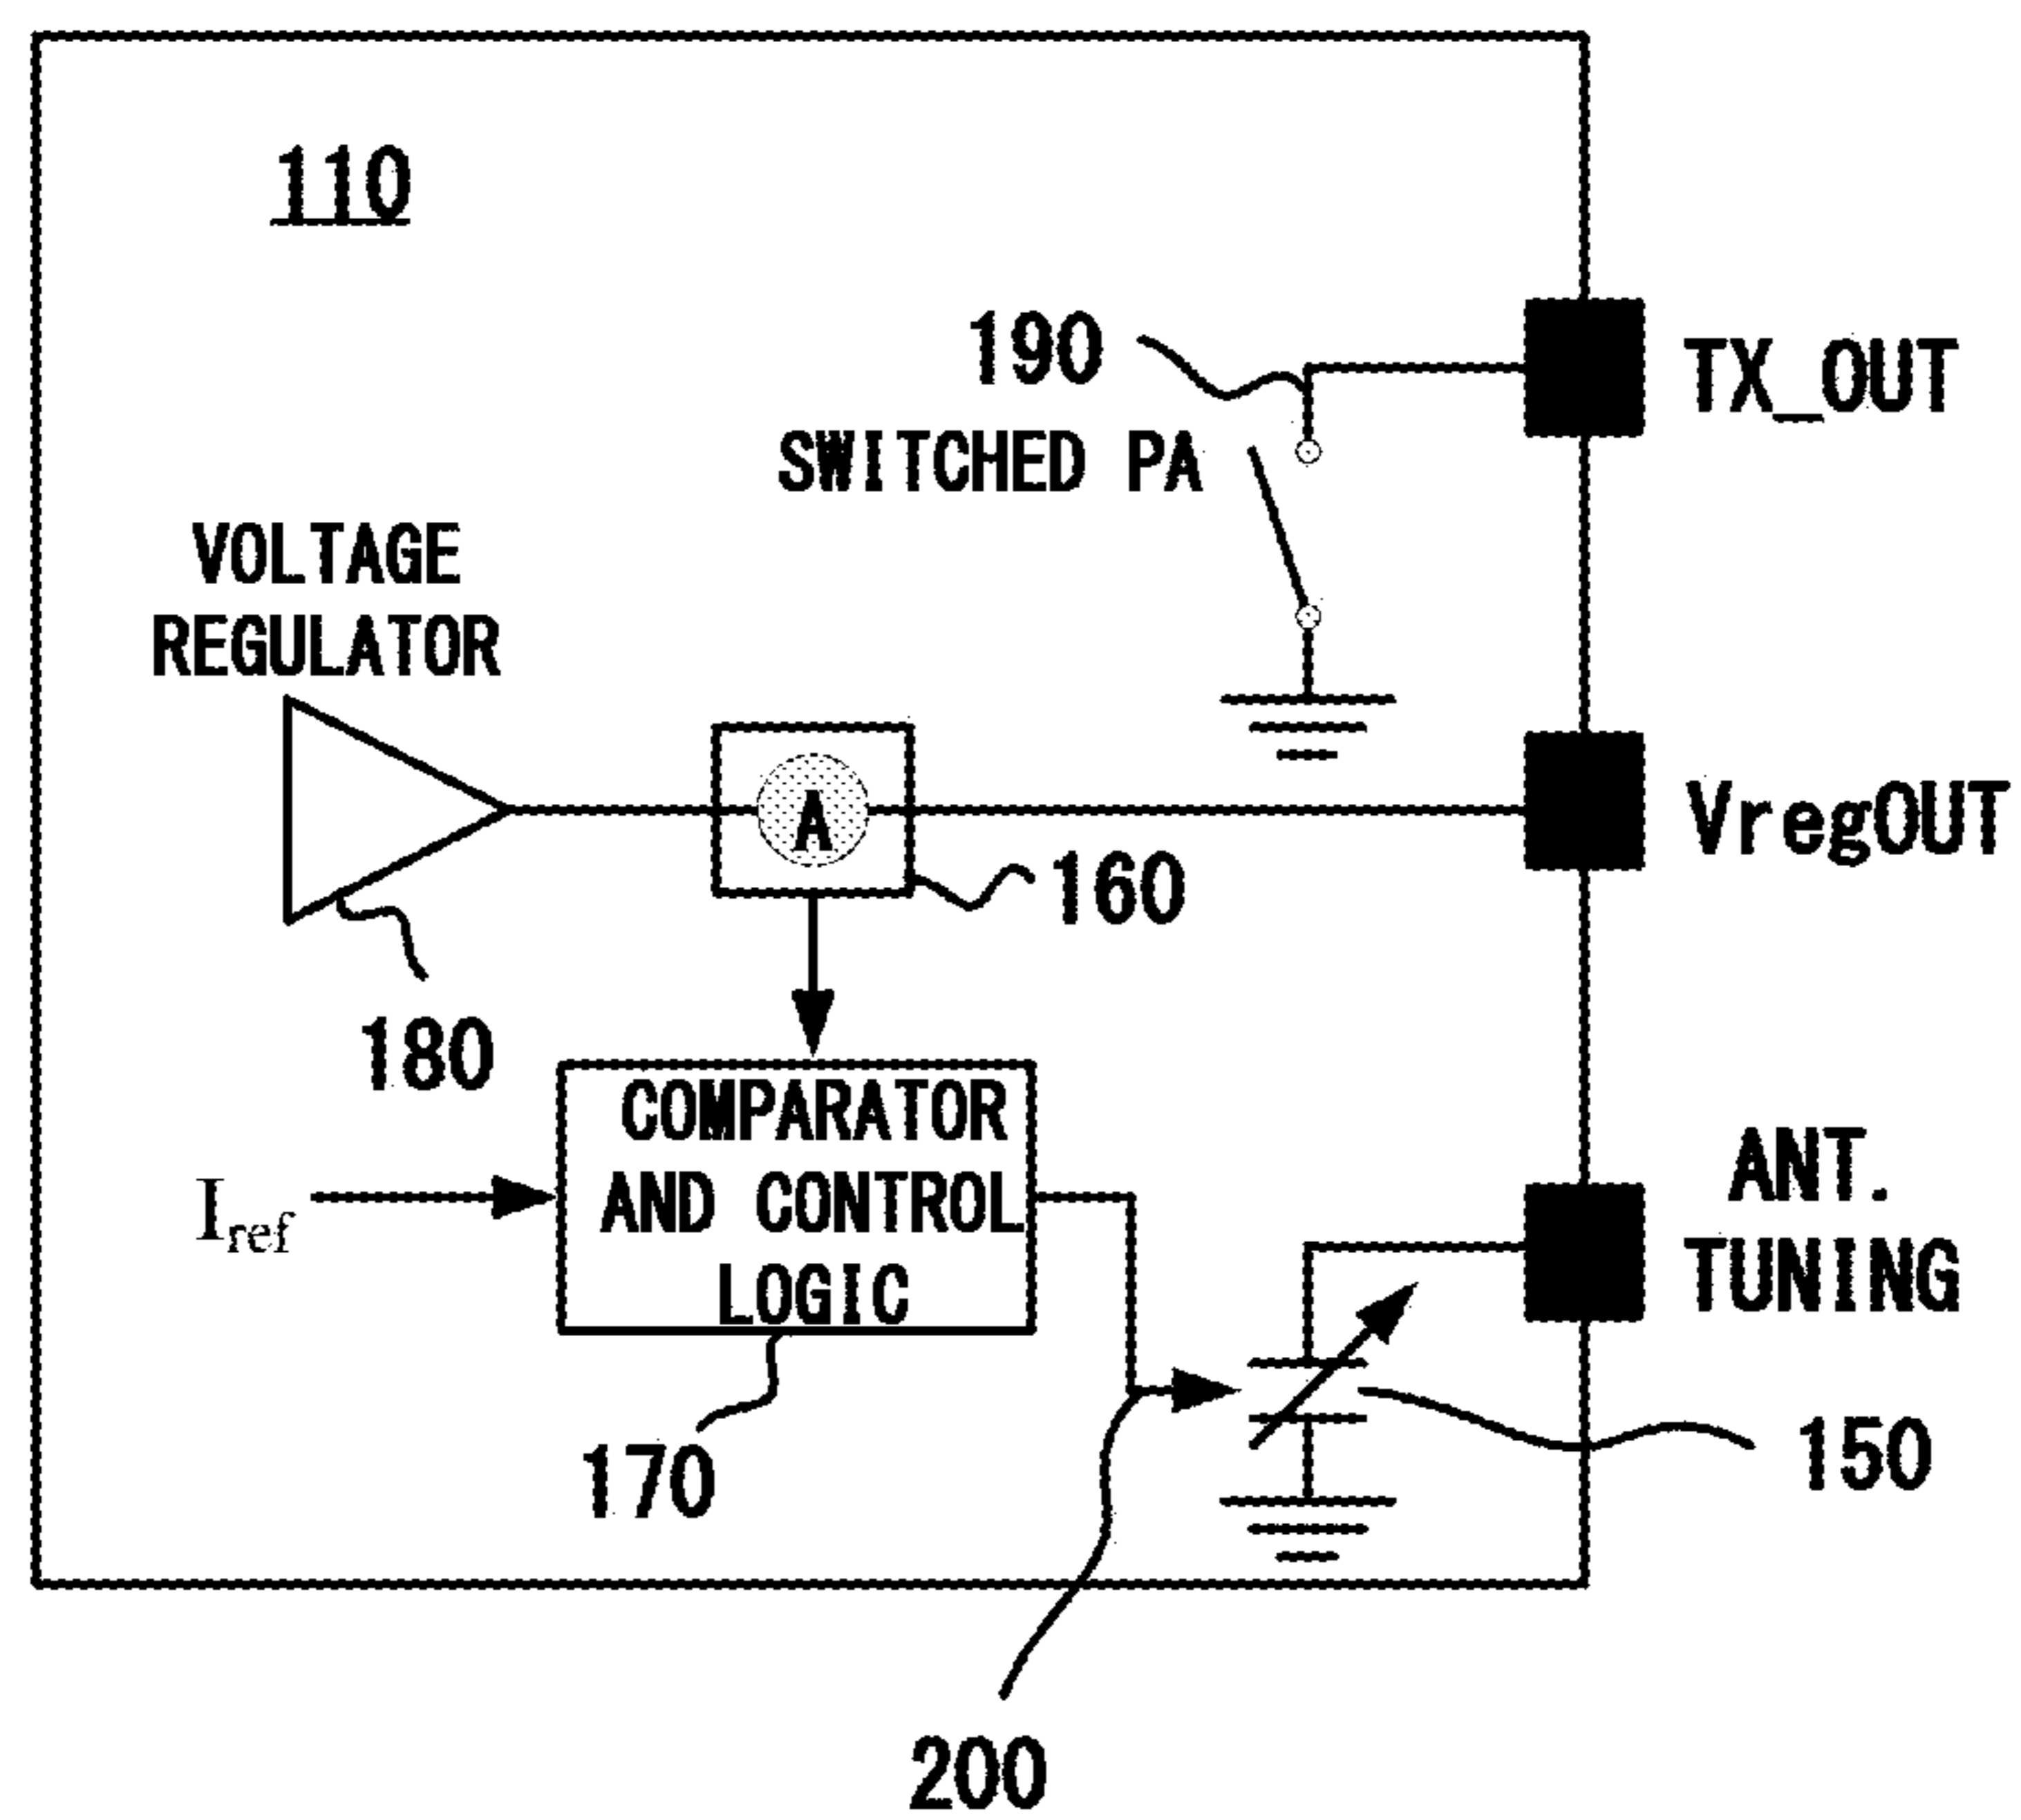 110
190
TX_OUT
SWITCHED PA
VOLTAGE
REGULATOR
A
VregOUT
160
180
COMPARATOR
AND CONTROL
LOGIC
Iref
ANT.
TUNING
170
150
200